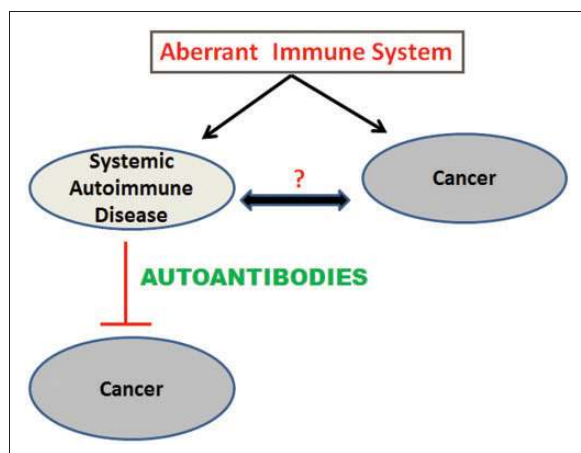 Aberrant Immune System
Systemic
Autoimmune
Disease
?
Cancer
AUTOANTIBODIES
Cancer